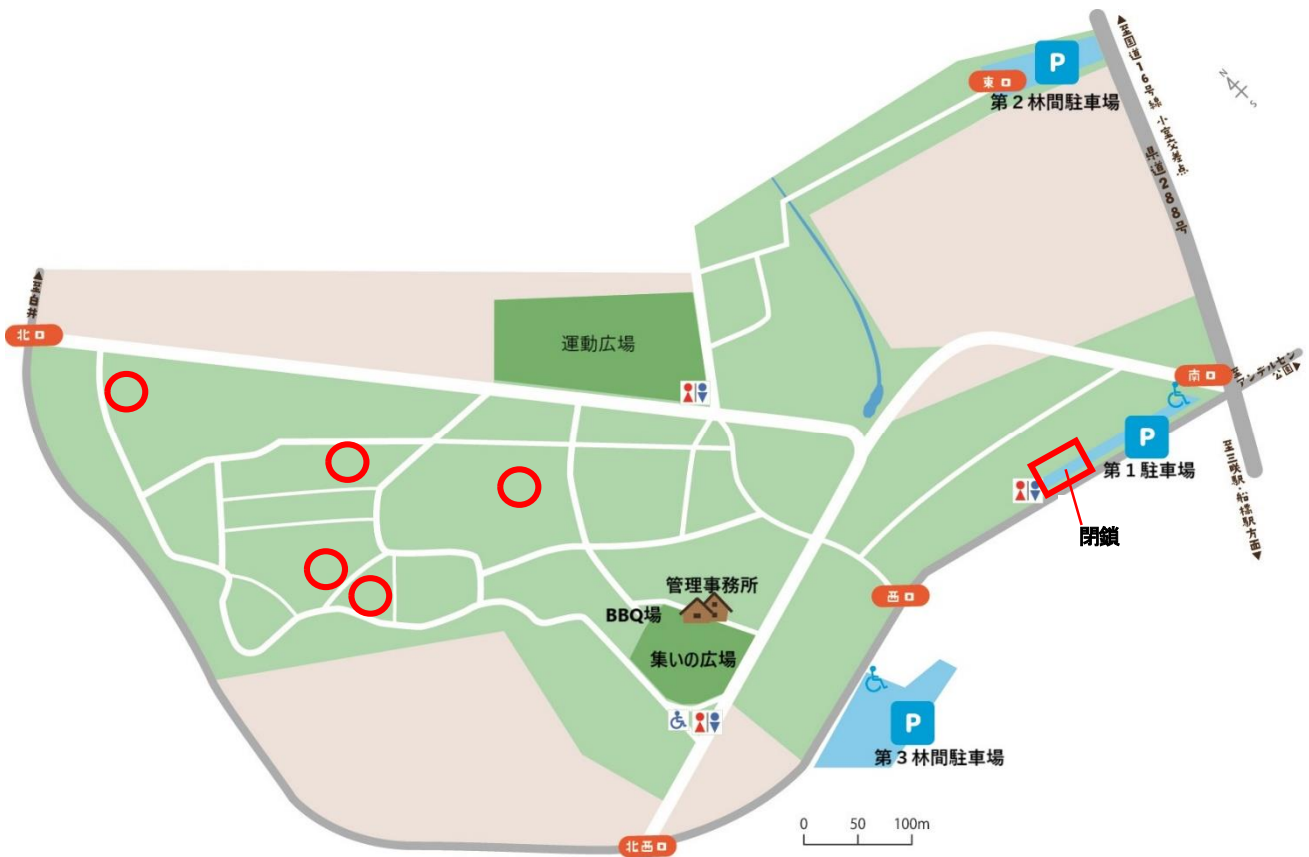 ▲至国道16号線 小室交差点
県道288号
N
S
P
東口
第２林間駐車場
▲至白井
北口
運動広場
南口
至アンデルセン
公園▶
P
第１駐車場
閉鎖
至三咲駅・船橋駅方面▼
西口
管理事務所
BBQ場
集いの広場
P
第３林間駐車場
北西口
0 50 100m